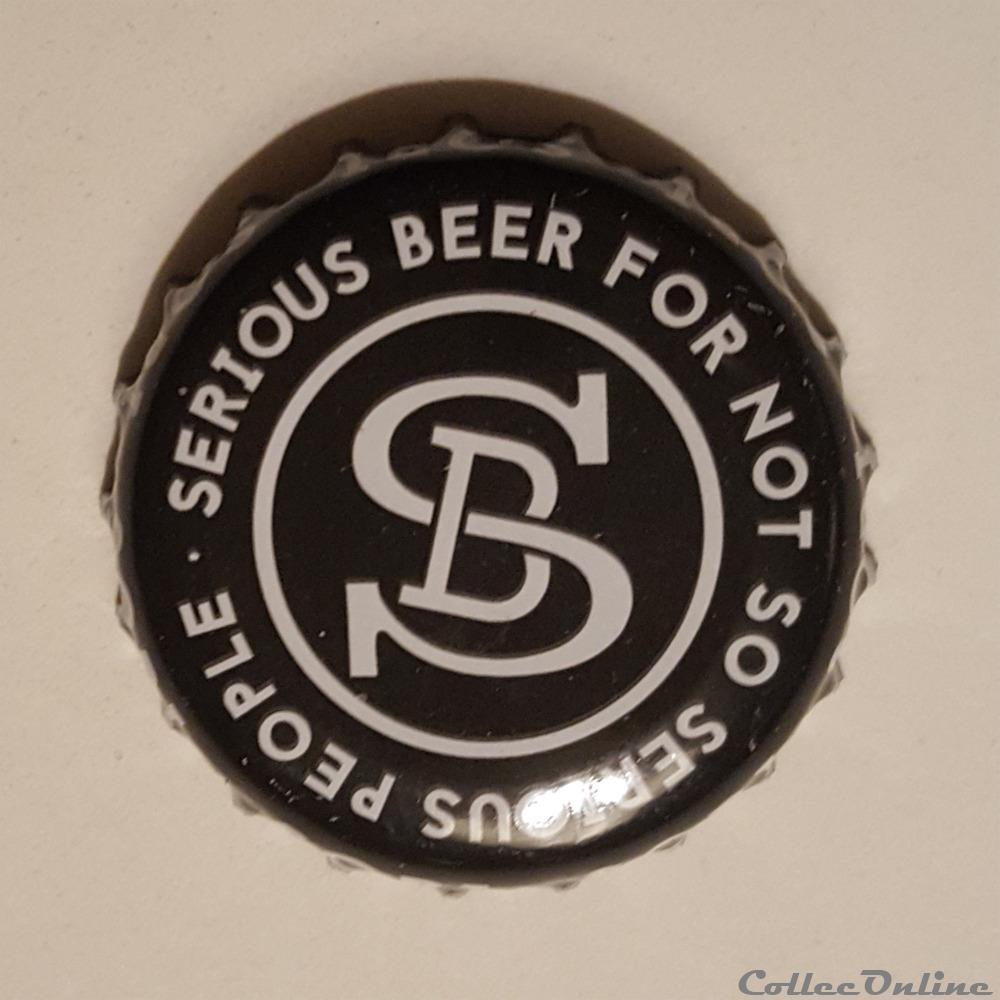 · SERIOUS BEER FOR NOT SO SERIOUS PEOPLE
SB
CollecOnline